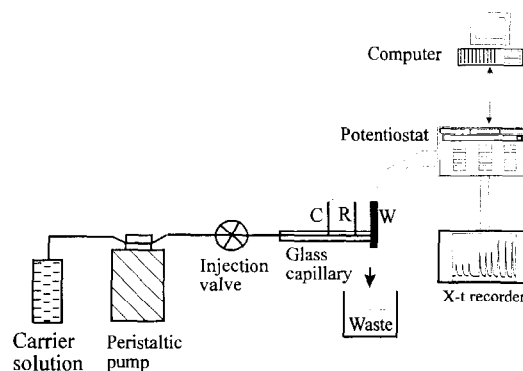 Computer
Potentiostat
C
R
W
Injection
valve
Glass
capillary
X-t recorder
Waste
Carrier
solution
Peristaltic
pump